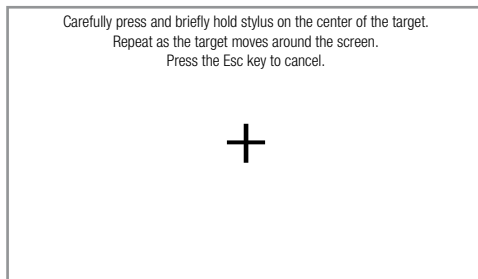 Carefully press and briefly hold stylus on the center of the target.
Repeat as the target moves around the screen.
Press the Esc key to cancel.